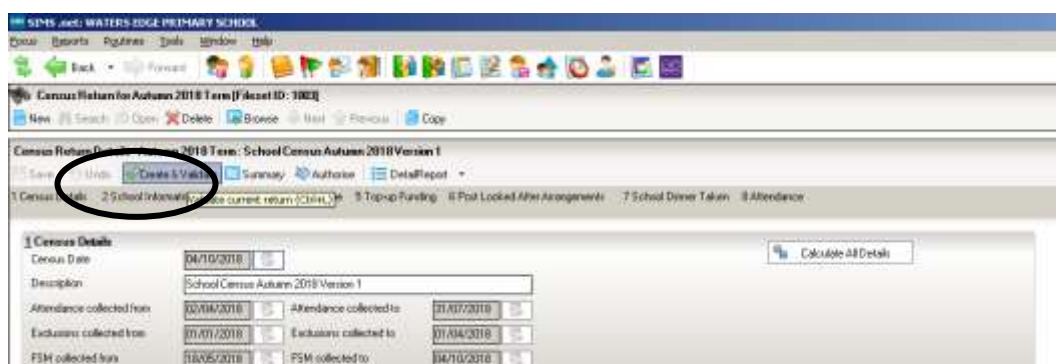 SIMS .net: WATERS EDGE PRIMARY SCHOOL
Focus Reports Routines Tools Window Help
Back Forward
Census Return for Autumn 2018 Term [Fileset ID: 1003]
New Search Open Delete Browse Next Previous Copy
Census Return Details Autumn 2018 Term : School Census Autumn 2018 Version 1
Save Undo Create & Validate Summary Authorise DetailReport
1 Census Details 2 School Information 5 Top-up Funding 6 Post Looked After Arrangements 7 School Dinner Taken 8 Attendance
current return
1 Census Details
Calculate All Details
Census Date 04/10/2018
Description School Census Autumn 2018 Version 1
Attendance collected from 02/04/2018 Attendance collected to 31/07/2018
Exclusions collected from 01/01/2018 Exclusions collected to 01/04/2018
FSM collected from 18/05/2018 FSM collected to 04/10/2018